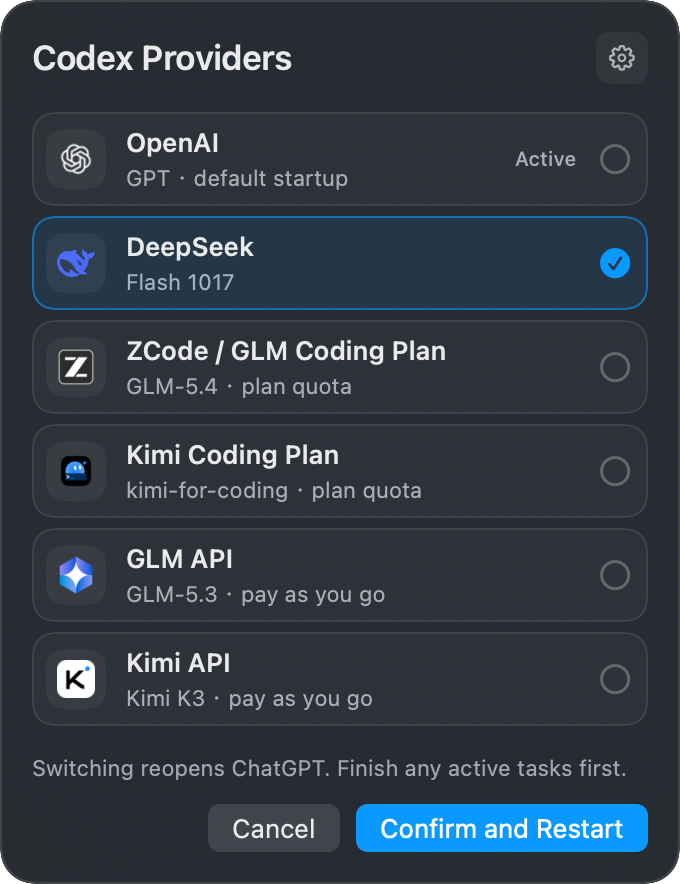 Codex Providers
OpenAI
GPT · default startup
Active
DeepSeek
Flash 1017
ZCode / GLM Coding Plan
GLM-5.4 · plan quota
Kimi Coding Plan
kimi-for-coding · plan quota
GLM API
GLM-5.3 · pay as you go
Kimi API
Kimi K3 · pay as you go
Switching reopens ChatGPT. Finish any active tasks first.
Cancel
Confirm and Restart